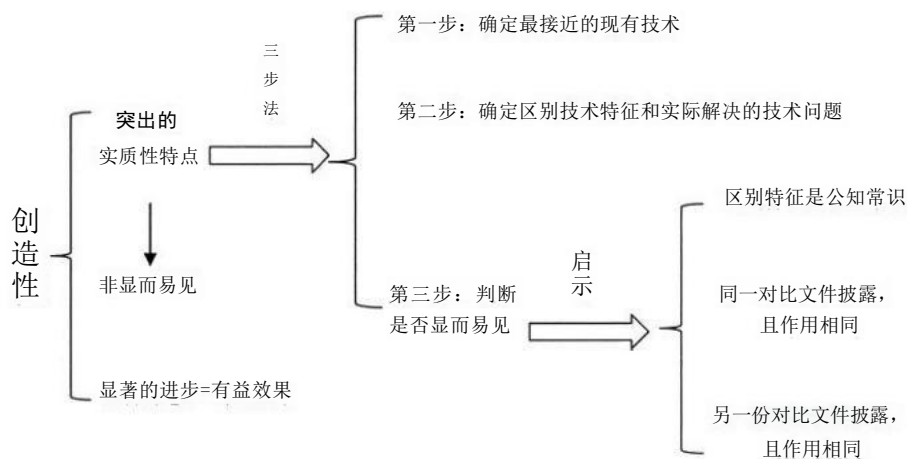 创造性
突出的
实质性特点
非显而易见
显著的进步=有益效果
三步法
第一步：确定最接近的现有技术
第二步：确定区别技术特征和实际解决的技术问题
第三步：判断
是否显而易见
启示
区别特征是公知常识
同一对比文件披露，
且作用相同
另一份对比文件披露，
且作用相同